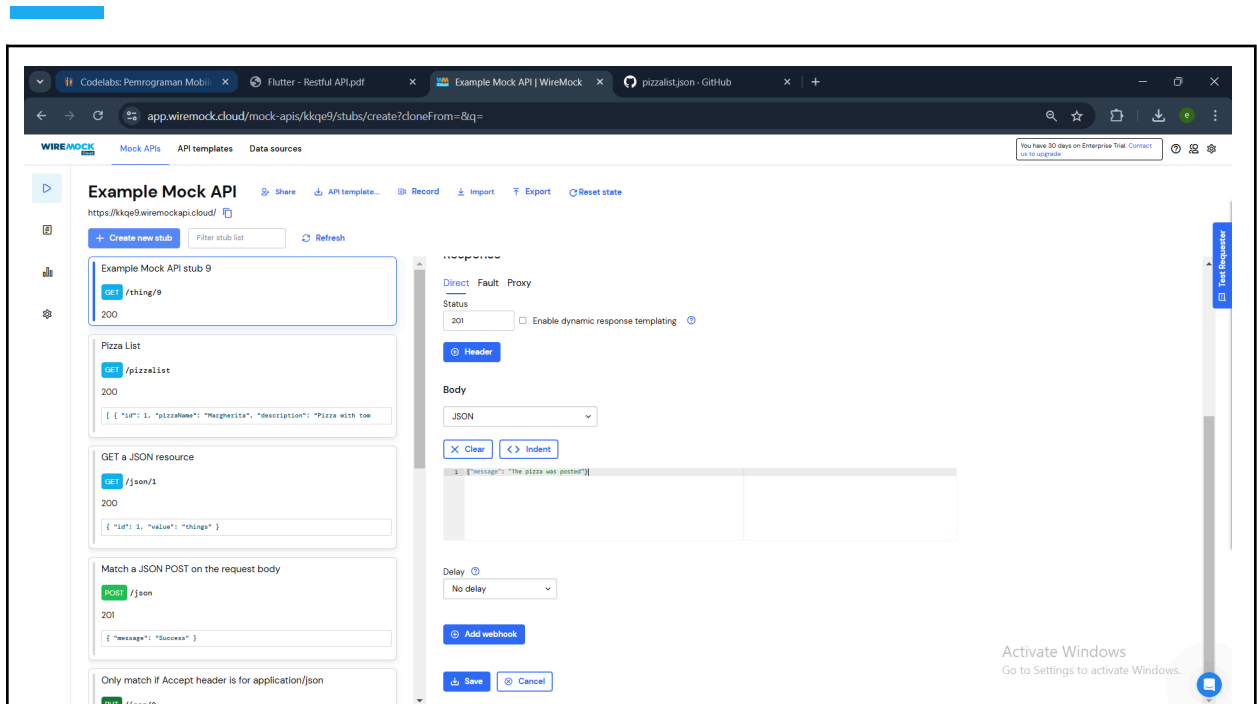 Codelabs: Pemrograman Mobil
Flutter - Restful API.pdf
Example Mock API | WireMock
pizzalist.json · GitHub
app.wiremock.cloud/mock-apis/kkqe9/stubs/create?cloneFrom=&q=
e
WIREMOCK
Cloud
Mock APIs
API templates
Data sources
You have 30 days on Enterprise Trial. Contact
us to upgrade
Example Mock API
Share
API template...
Record
Import
Export
Reset state
https://kkqe9.wiremockapi.cloud/
Create new stub
Filter stub list
Refresh
Test Requester
Example Mock API stub 9
GET /thing/9
200
Pizza List
GET /pizzalist
200
[ { "id": 1, "pizzaName": "Margherita", "description": "Pizza with tom
GET a JSON resource
GET /json/1
200
{ "id": 1, "value": "things" }
Match a JSON POST on the request body
POST /json
201
{ "message": "Success" }
Only match if Accept header is for application/json
Response
Direct Fault Proxy
Status
201
Enable dynamic response templating
Header
Body
JSON
Clear
Indent
1 {"message": "The pizza was posted"}
Delay
No delay
Add webhook
Save
Cancel
Activate Windows
Go to Settings to activate Windows.